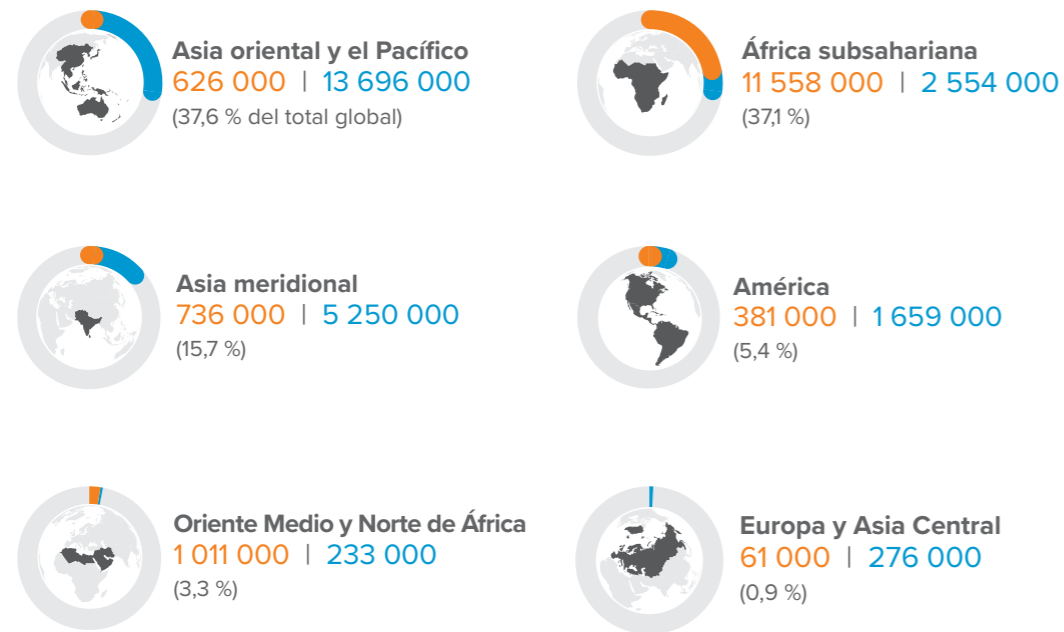 Asia oriental y el Pacífico
626 000 | 13 696 000
(37,6 % del total global)
África subsahariana
11 558 000 | 2 554 000
(37,1 %)
Asia meridional
736 000 | 5 250 000
(15,7 %)
América
381 000 | 1 659 000
(5,4 %)
Oriente Medio y Norte de África
1 011 000 | 233 000
(3,3 %)
Europa y Asia Central
61 000 | 276 000
(0,9 %)